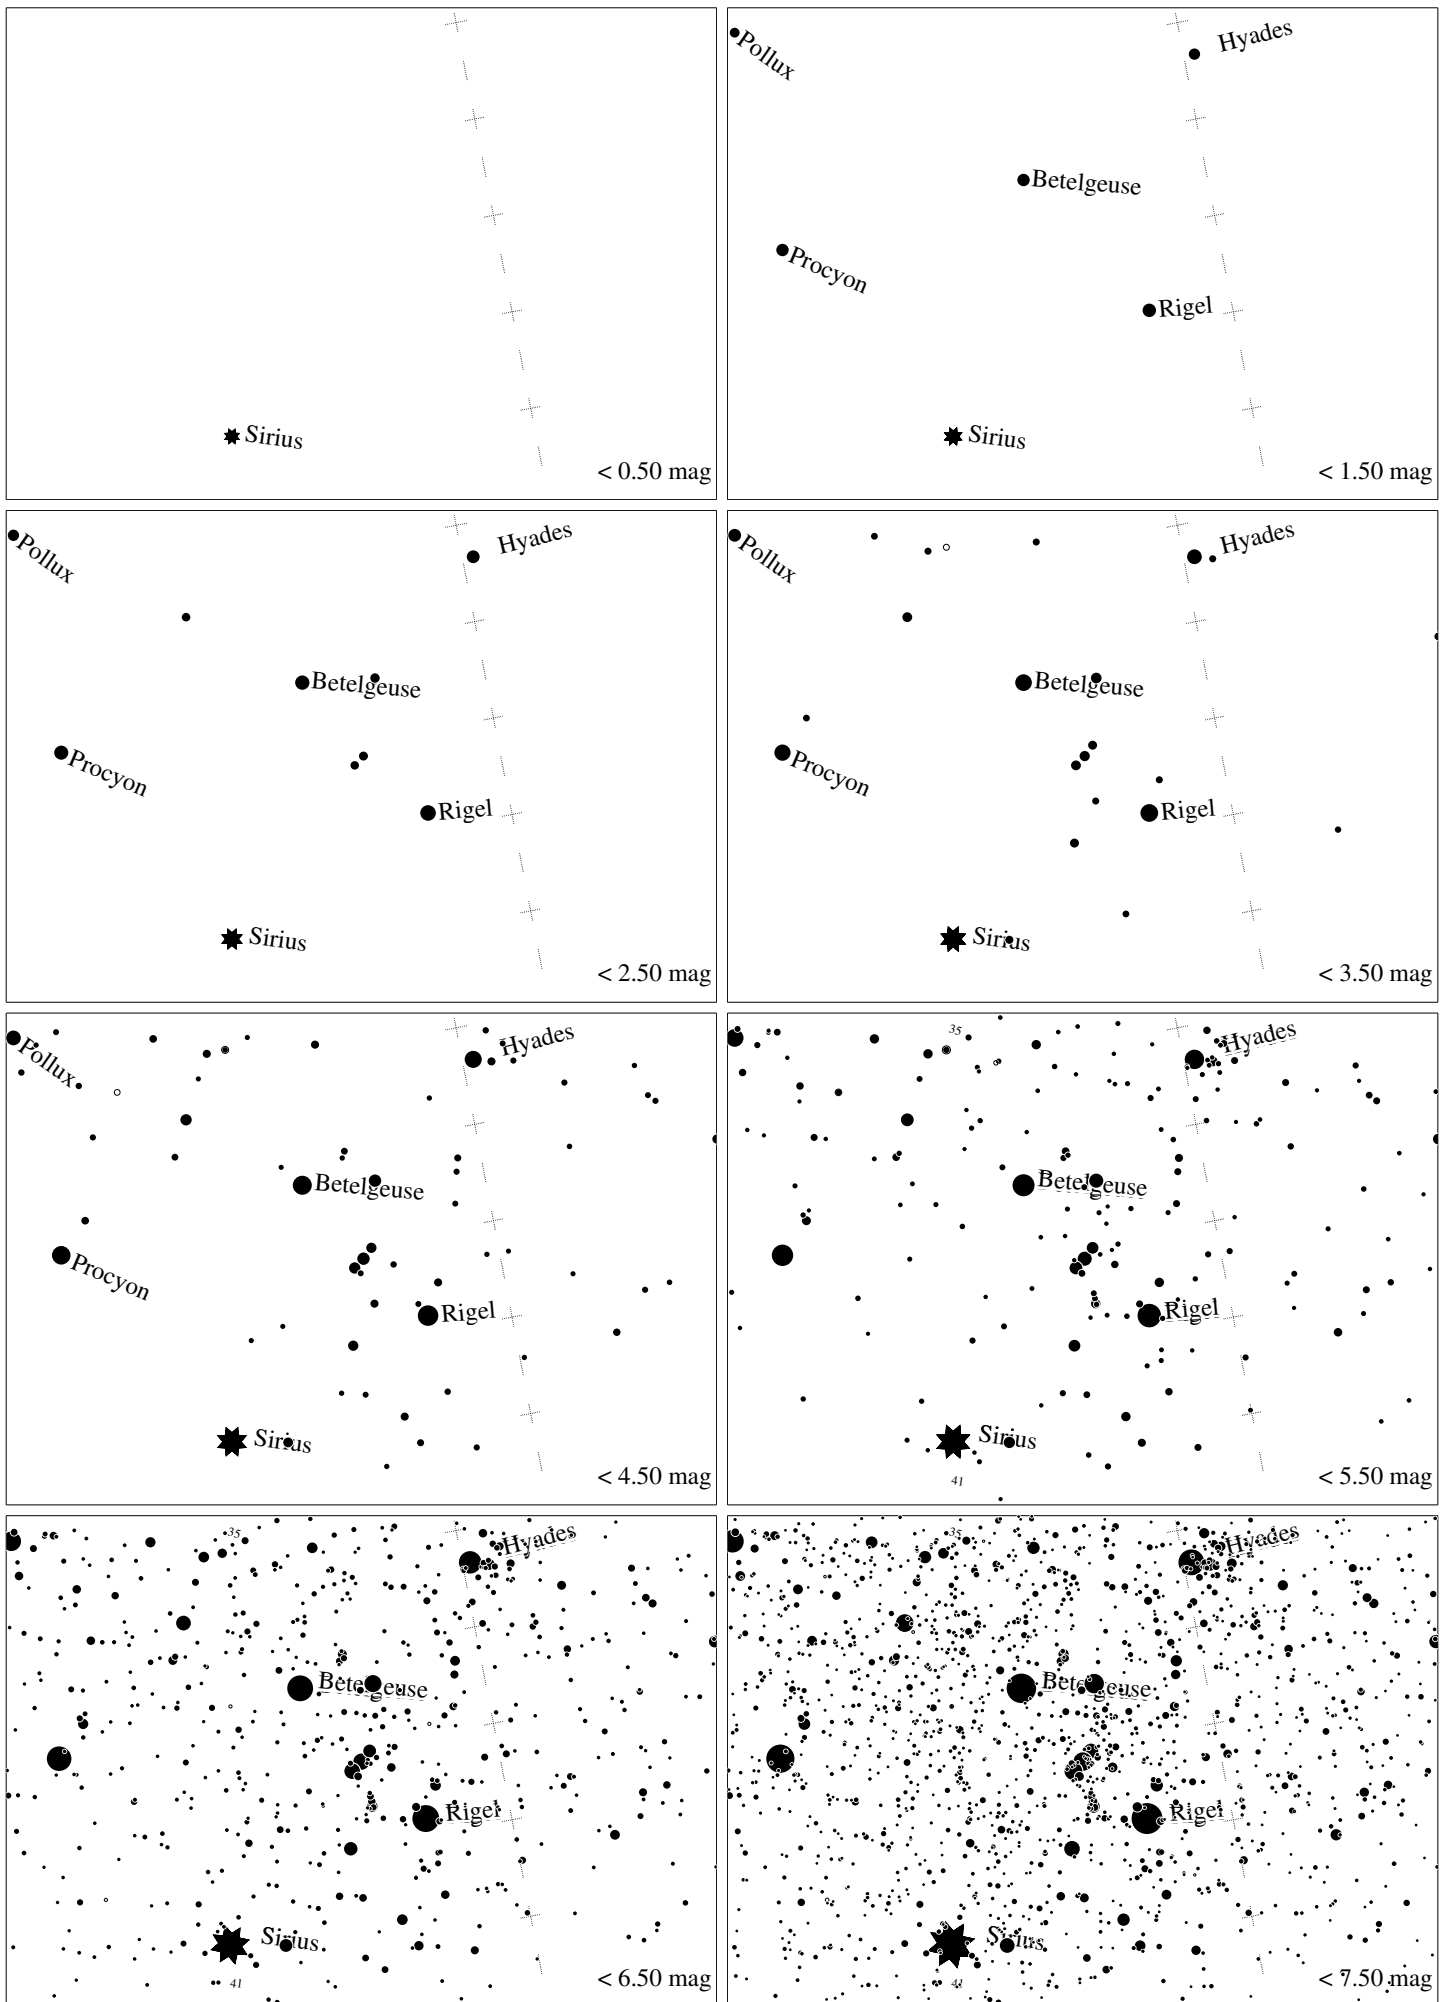 Sirius
< 0.50 mag
Pollux
Hyades
Betelgeuse
Procyon
Rigel
Sirius
< 1.50 mag
Pollux
Hyades
Betelgeuse
Procyon
Rigel
Sirius
< 2.50 mag
Pollux
Hyades
Betelgeuse
Procyon
Rigel
Sirius
< 3.50 mag
Pollux
Hyades
Betelgeuse
Procyon
Rigel
Sirius
< 4.50 mag
35
Hyades
Betelgeuse
Rigel
Sirius
41
< 5.50 mag
35
Hyades
Betelgeuse
Rigel
Sirius
41
< 6.50 mag
35
Hyades
Betelgeuse
Rigel
Sirius
41
< 7.50 mag